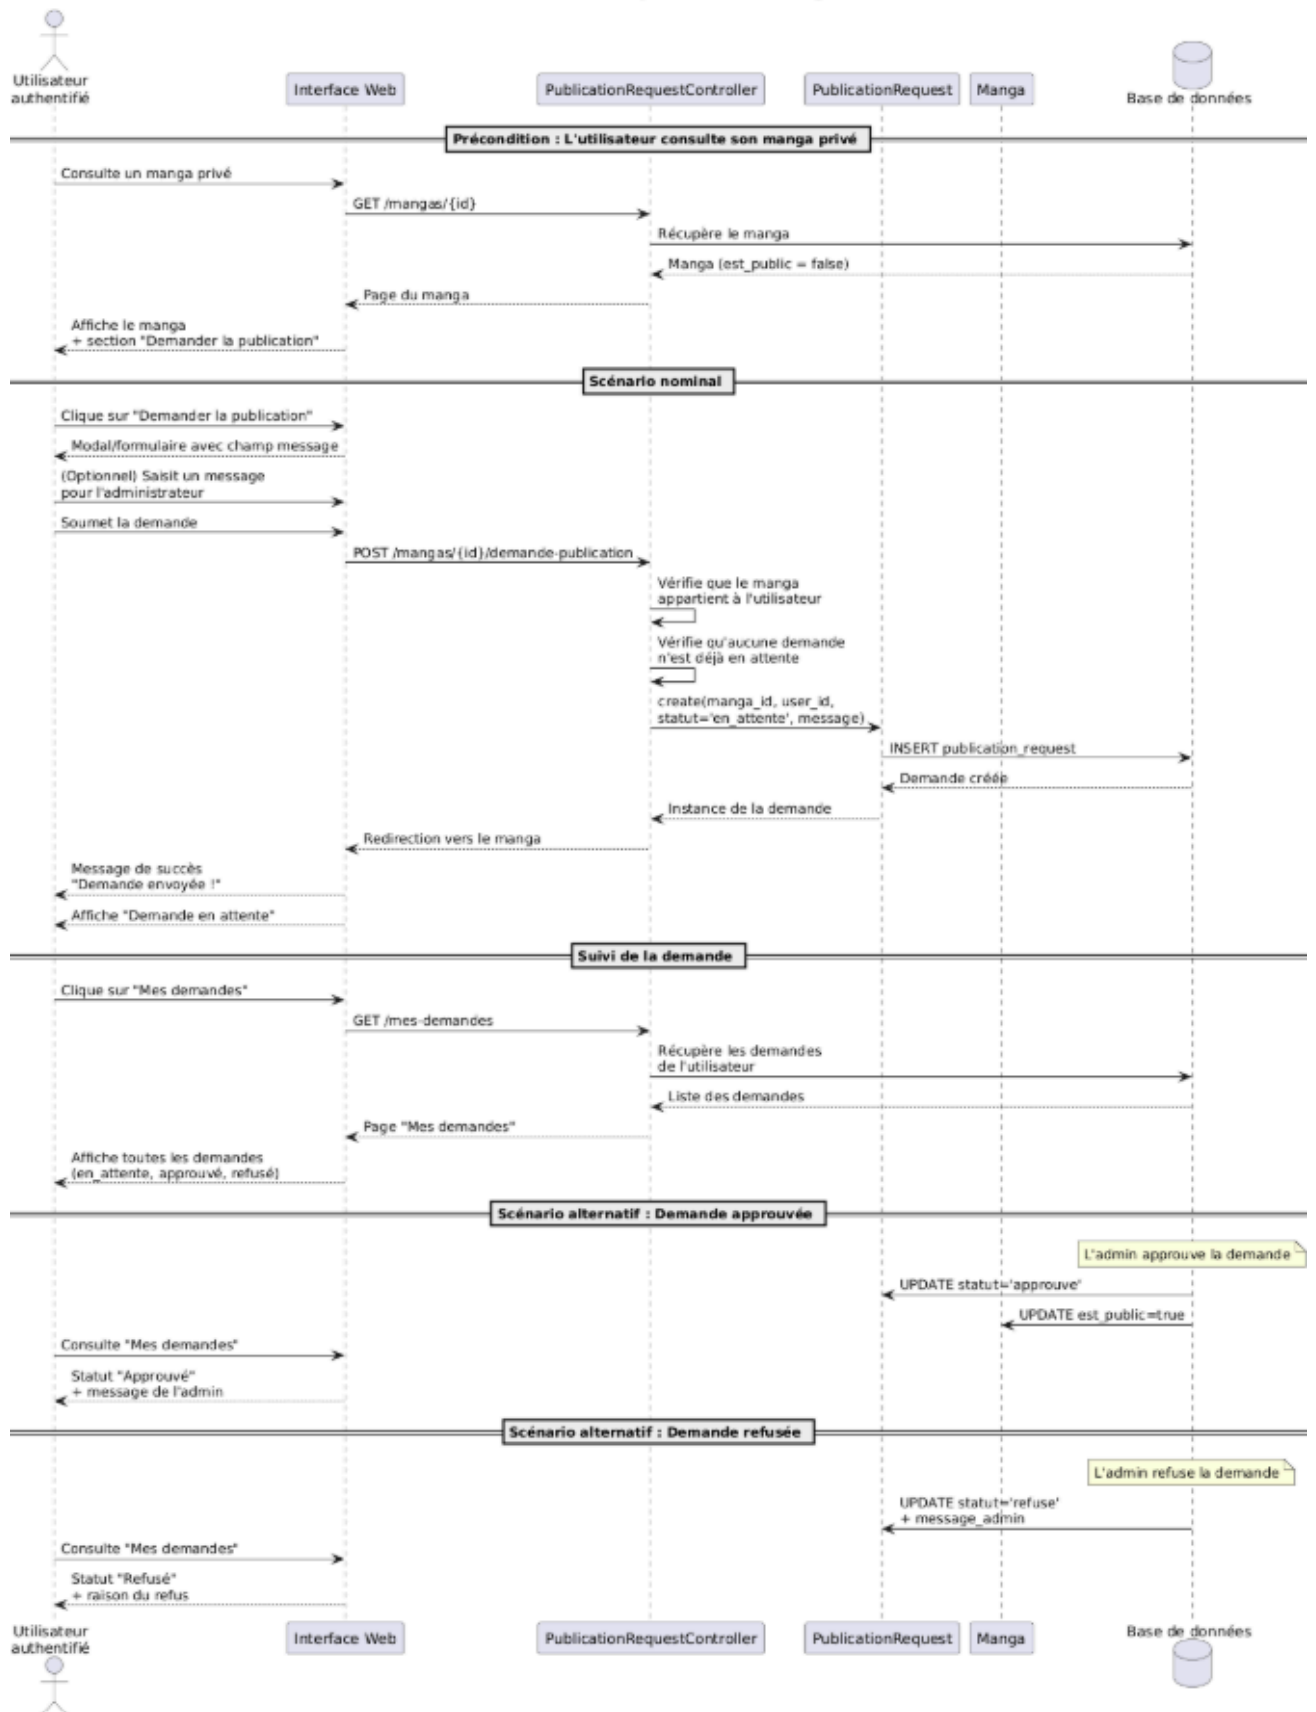 Utilisateur
authentifié
Interface Web
PublicationRequestController
PublicationRequest
Manga
Base de données
Précondition : L'utilisateur consulte son manga privé
Consulte un manga privé
GET /mangas/{id}
Récupère le manga
Manga (est_public = false)
Page du manga
Affiche le manga
+ section "Demander la publication"
Scénario nominal
Clique sur "Demander la publication"
Modal/formulaire avec champ message
(Optionnel) Saisit un message
pour l'administrateur
Soumet la demande
POST /mangas/{id}/demande-publication
Vérifie que le manga
appartient à l'utilisateur
Vérifie qu'aucune demande
n'est déjà en attente
create(manga_id, user_id,
statut='en_attente', message)
INSERT publication_request
Demande créée
Instance de la demande
Redirection vers le manga
Message de succès
"Demande envoyée !"
Affiche "Demande en attente"
Suivi de la demande
Clique sur "Mes demandes"
GET /mes-demandes
Récupère les demandes
de l'utilisateur
Liste des demandes
Page "Mes demandes"
Affiche toutes les demandes
(en_attente, approuvé, refusé)
Scénario alternatif : Demande approuvée
L'admin approuve la demande
UPDATE statut='approuve'
UPDATE est_public=true
Consulte "Mes demandes"
Statut "Approuvé"
+ message de l'admin
Scénario alternatif : Demande refusée
L'admin refuse la demande
UPDATE statut='refuse'
+ message_admin
Consulte "Mes demandes"
Statut "Refusé"
+ raison du refus
Utilisateur
authentifié
Interface Web
PublicationRequestController
PublicationRequest
Manga
Base de données